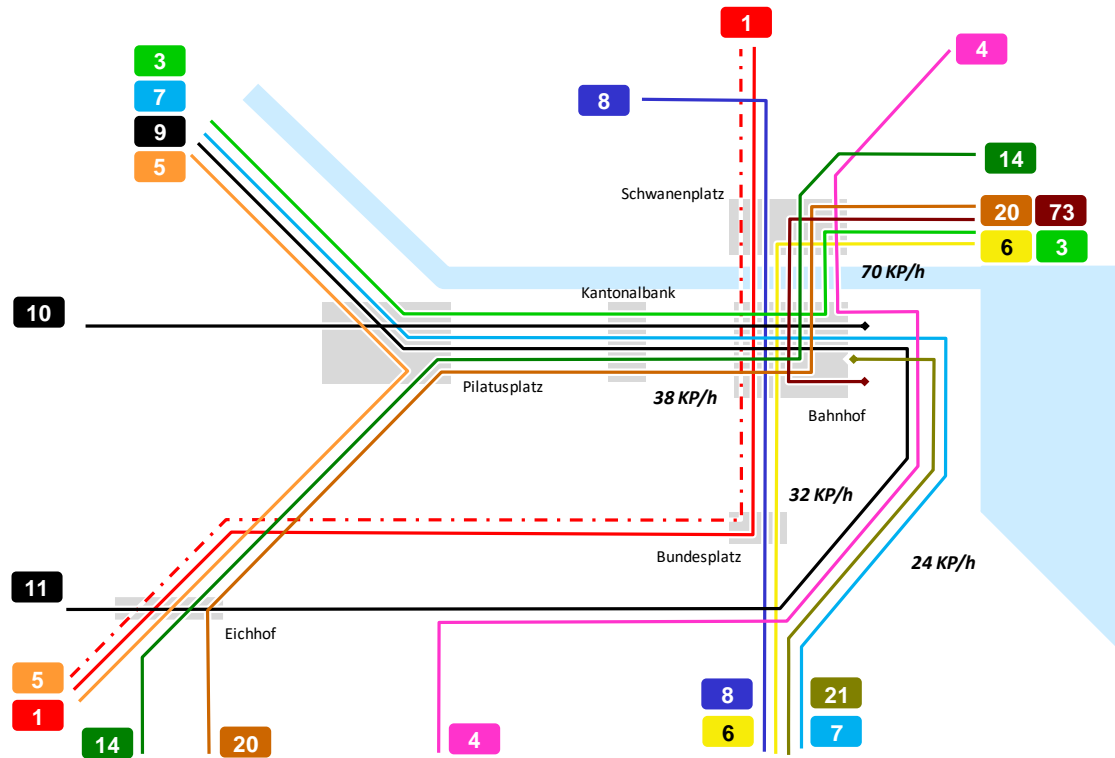 1
3
4
7
8
9
14
5
Schwanenplatz
20 73
6 3
70 KP/h
Kantonalbank
10
Pilatusplatz
38 KP/h
Bahnhof
32 KP/h
Bundesplatz
24 KP/h
11
Eichhof
5
8 21
1
6 7
14 20 4